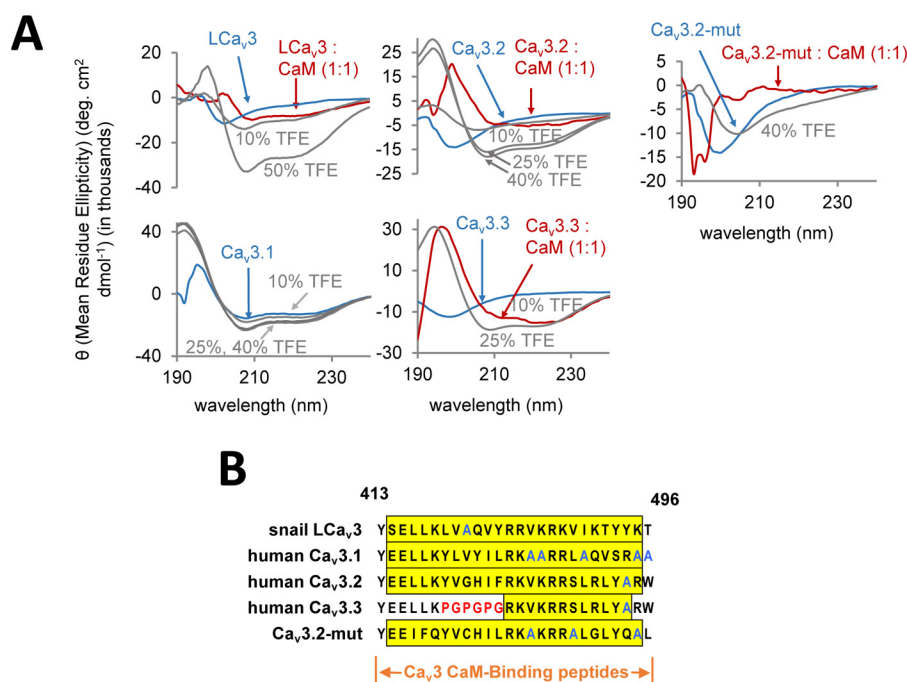 A
θ (Mean Residue Ellipticity) (deg. cm²
dmol⁻¹) (in thousands)
20
0
-20
-40
LCaᵥ3
LCaᵥ3 :
CaM (1:1)
10% TFE
50% TFE
25
15
5
-5
-15
-25
Caᵥ3.2
Caᵥ3.2 :
CaM (1:1)
10% TFE
25% TFE
40% TFE
Caᵥ3.2-mut
Caᵥ3.2-mut : CaM (1:1)
5
0
-5
-10
-15
-20
40% TFE
190 210 230
wavelength (nm)
40
0
-40
Caᵥ3.1
10% TFE
25%, 40% TFE
190 210 230
wavelength (nm)
30
10
-10
-30
Caᵥ3.3
Caᵥ3.3 :
CaM (1:1)
10% TFE
25% TFE
190 210 230
wavelength (nm)
B
413 496
snail LCaᵥ3 YSELLKLVAQVYRRVKRKVIKTYYKT
human Caᵥ3.1 YEELLKYLVYILRKAARRLAQVSRAA
human Caᵥ3.2 YEELLKYVGHIFRKVKRRSLRLYARW
human Caᵥ3.3 YEELLKPGPGPGRKVKRRSLRLYARW
Caᵥ3.2-mut YEEIFQYVCHILRKAKRRALGLYQAL
Caᵥ3 CaM-Binding peptides